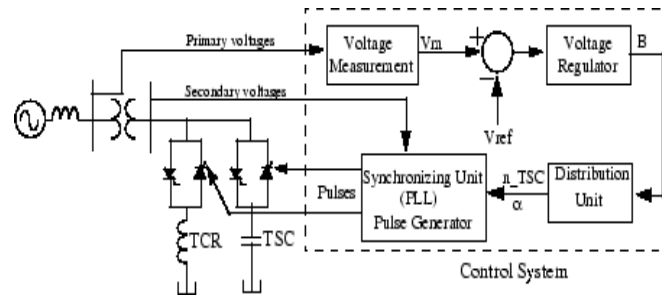 Primary voltages
Voltage
Measurement
Vm
+
−
Voltage
Regulator
B
Secondary voltages
Vref
Pulses
Synchronizing Unit
(PLL)
Pulse Generator
n_TSC
α
Distribution
Unit
TCR
TSC
Control System